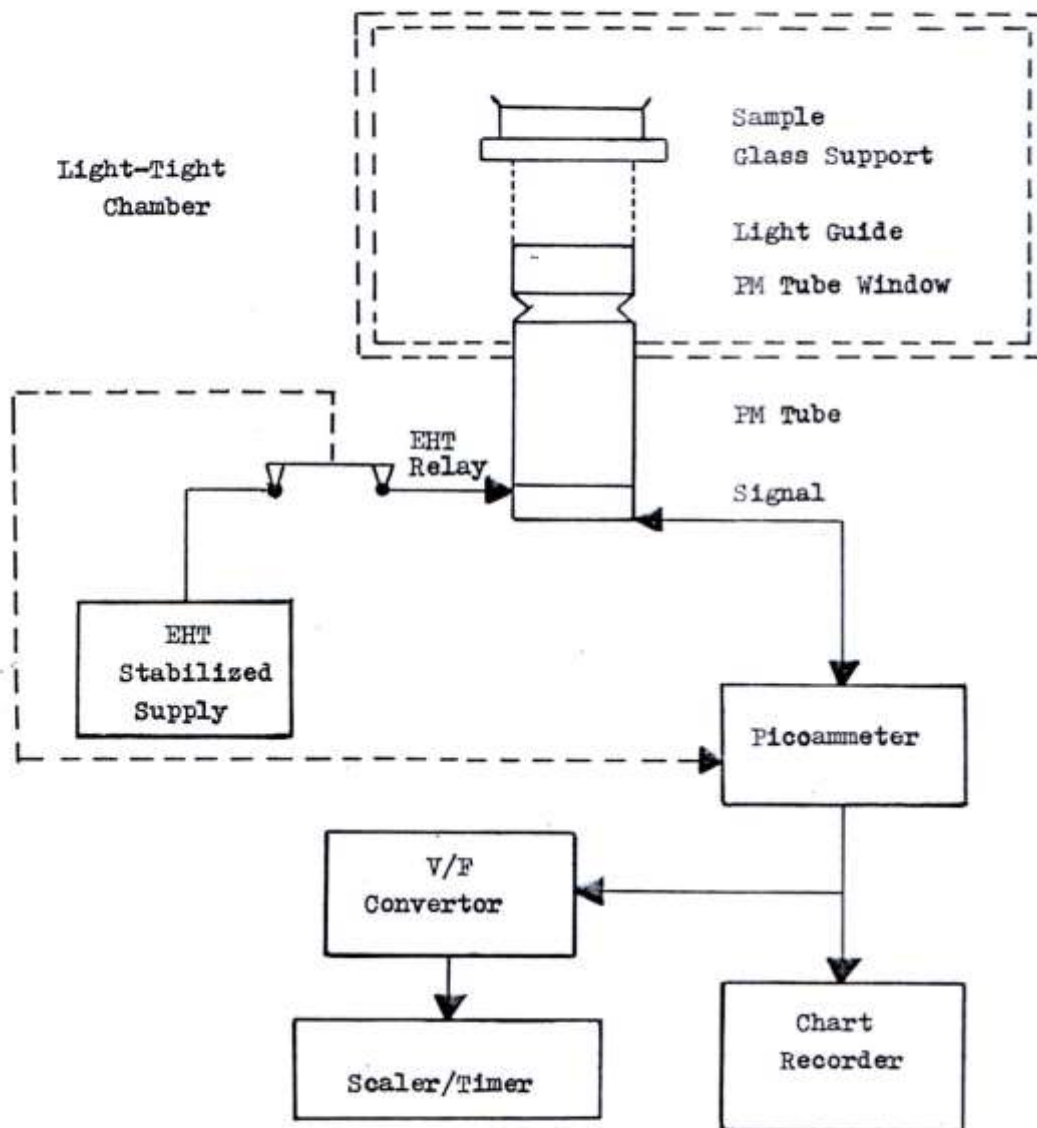 Sample
Glass Support
Light-Tight
Chamber
Light Guide
PM Tube Window
PM Tube
EHT
Relay
Signal
EHT
Stabilized
Supply
Picoammeter
V/F
Convertor
Chart
Recorder
Scaler/Timer